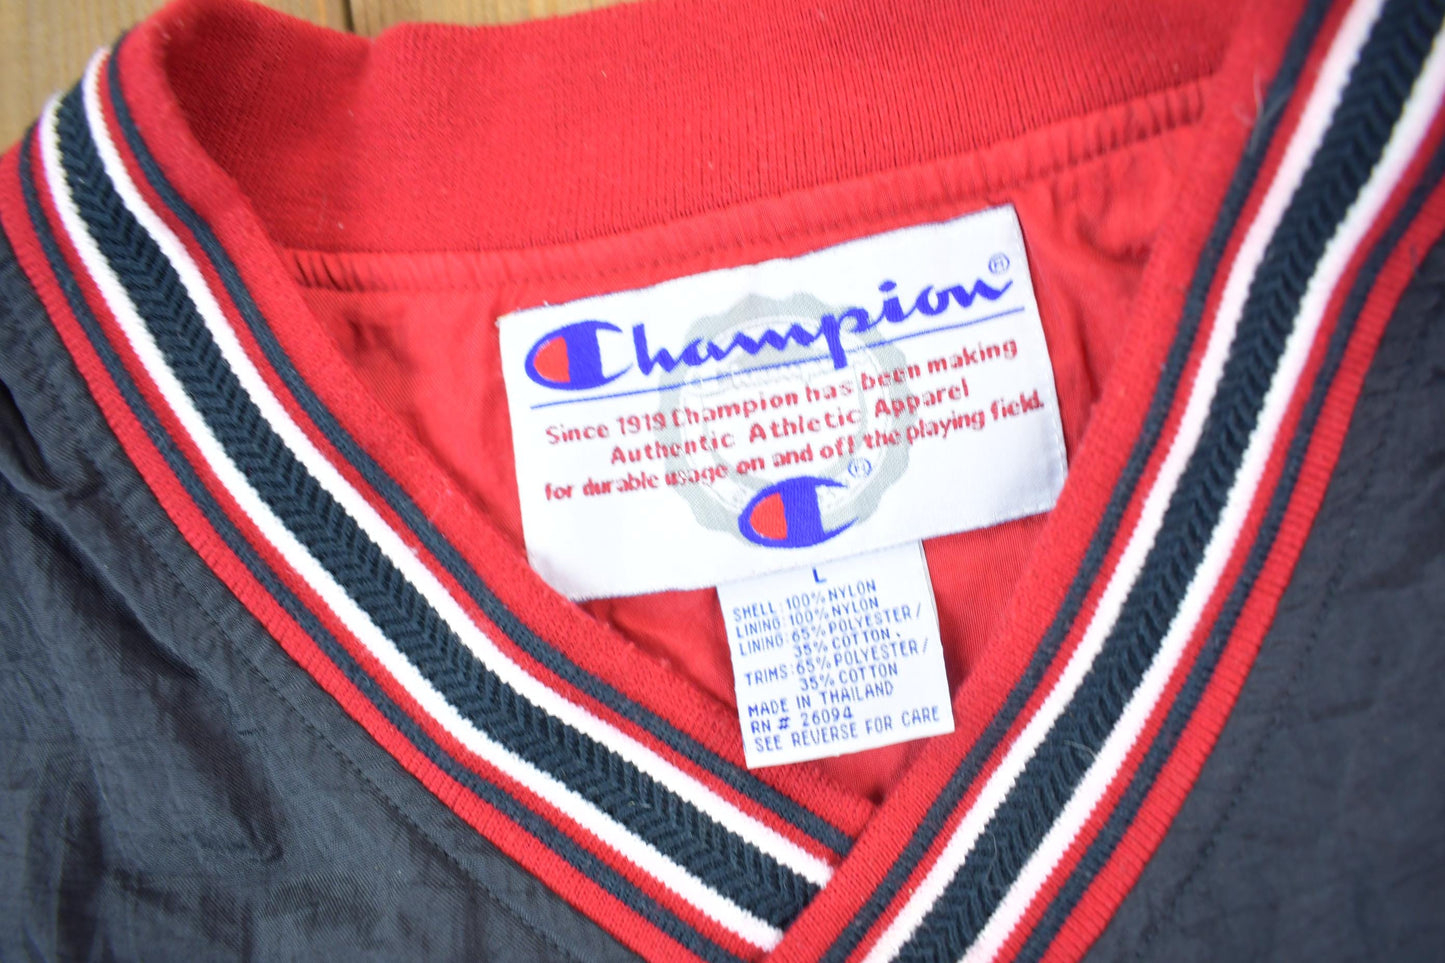 Champion
Since 1919 Champion has been making
Authentic Athletic Apparel
for durable usage on and off the playing field.
L
SHELL: 100% NYLON
LINING: 100% NYLON
LINING: 65% POLYESTER/
35% COTTON
TRIMS: 65% POLYESTER/
35% COTTON
MADE IN THAILAND
RN # 26094
SEE REVERSE FOR CARE